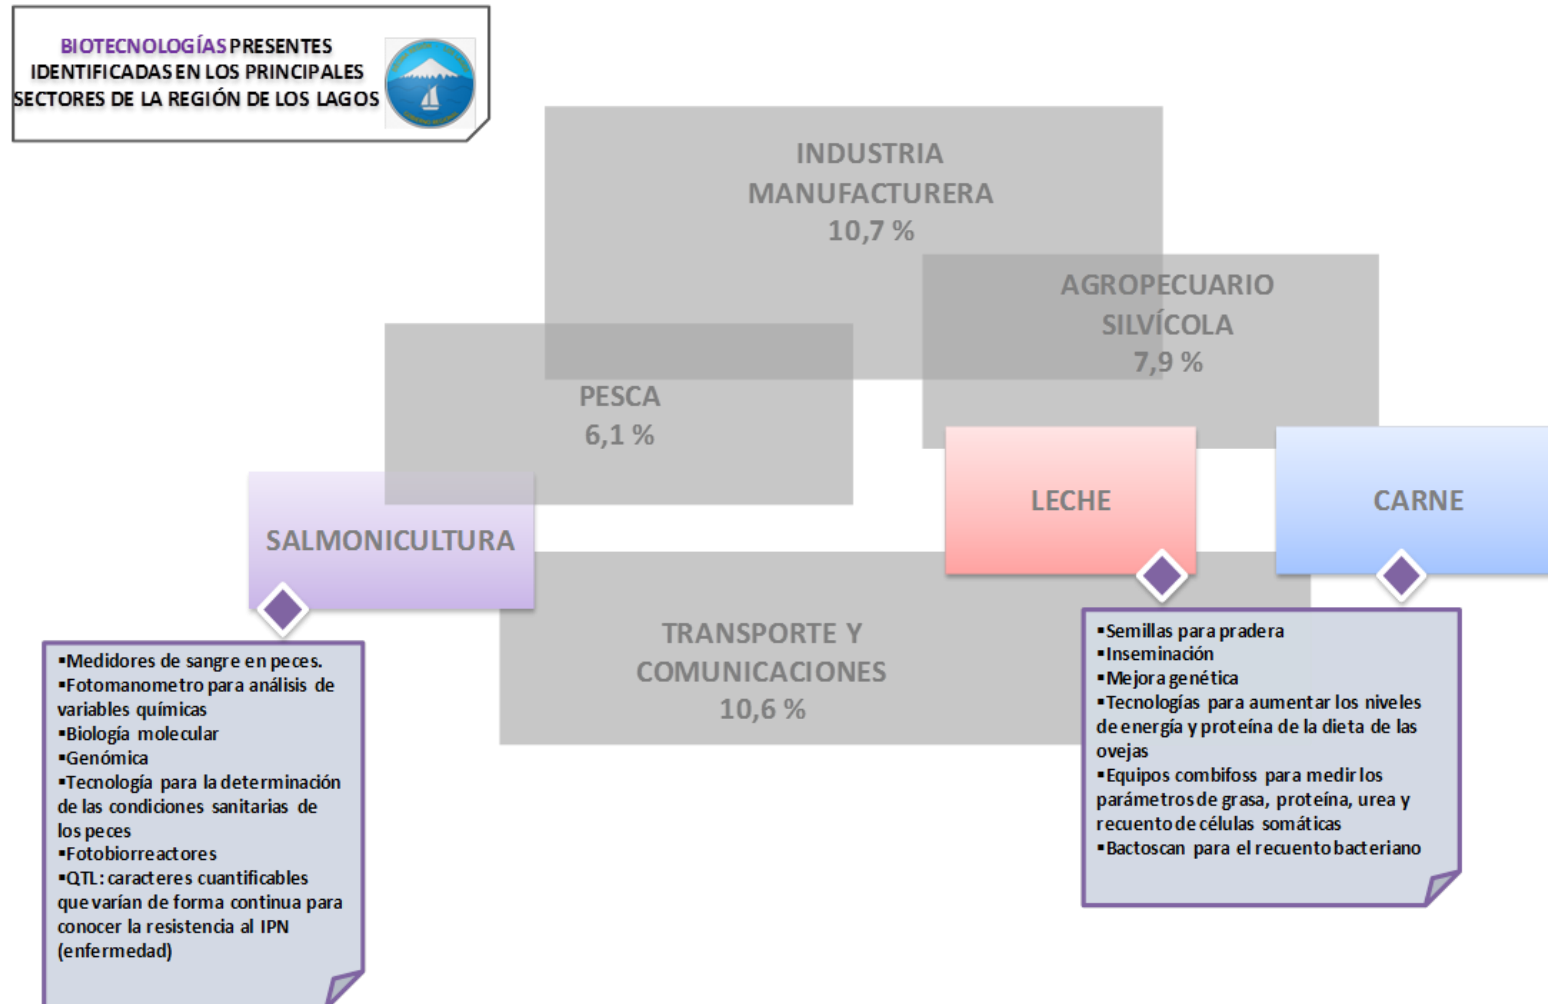 BIOTECNOLOGÍAS PRESENTES
IDENTIFICADAS EN LOS PRINCIPALES
SECTORES DE LA REGIÓN DE LOS LAGOS
INDUSTRIA
MANUFACTURERA
10,7 %
AGROPECUARIO
SILVÍCOLA
7,9 %
PESCA
6,1 %
LECHE
CARNE
SALMONICULTURA
TRANSPORTE Y
COMUNICACIONES
10,6 %
▪Medidores de sangre en peces.
▪Fotomanometro para análisis de
variables químicas
▪Biología molecular
▪Genómica
▪Tecnología para la determinación
de las condiciones sanitarias de
los peces
▪Fotobiorreactores
▪QTL: caracteres cuantificables
que varían de forma continua para
conocer la resistencia al IPN
(enfermedad)
▪Semillas para pradera
▪Inseminación
▪Mejora genética
▪Tecnologías para aumentar los niveles
de energía y proteína de la dieta de las
ovejas
▪Equipos combifoss para medir los
parámetros de grasa, proteína, urea y
recuento de células somáticas
▪Bactoscan para el recuento bacteriano